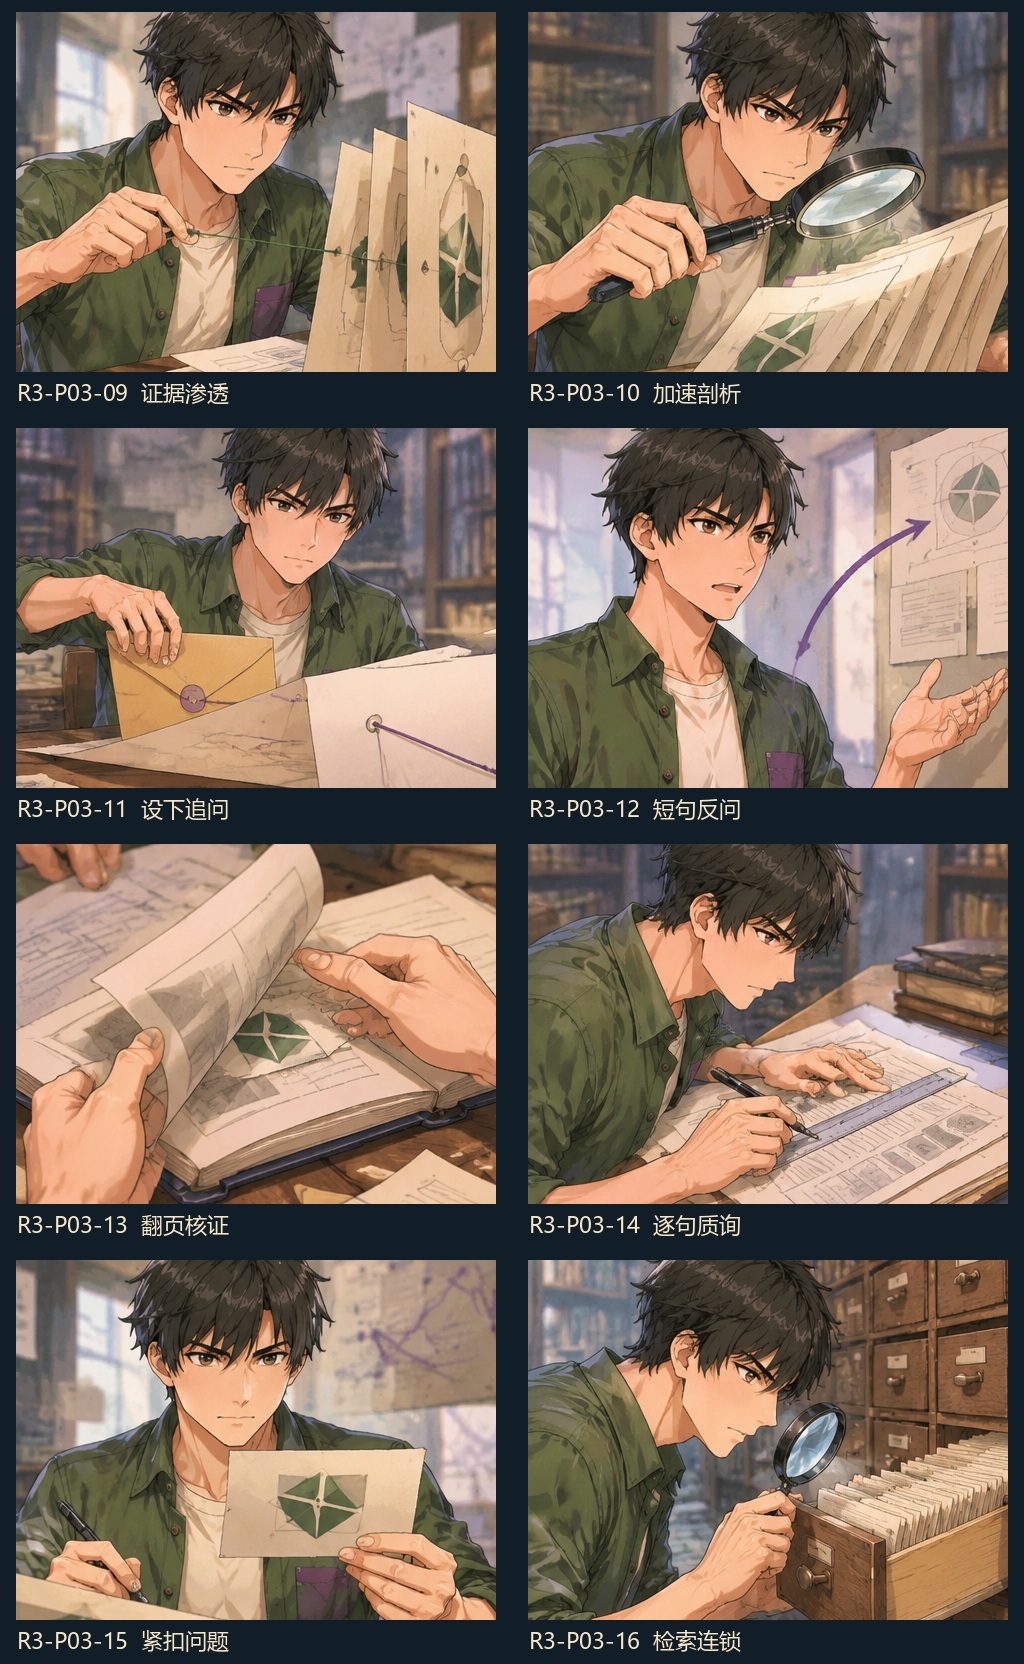 R3-P03-09 证据渗透
R3-P03-10 加速剖析
R3-P03-11 设下追问
R3-P03-12 短句反问
R3-P03-13 翻页核证
R3-P03-14 逐句质询
R3-P03-15 紧扣问题
R3-P03-16 检索连锁